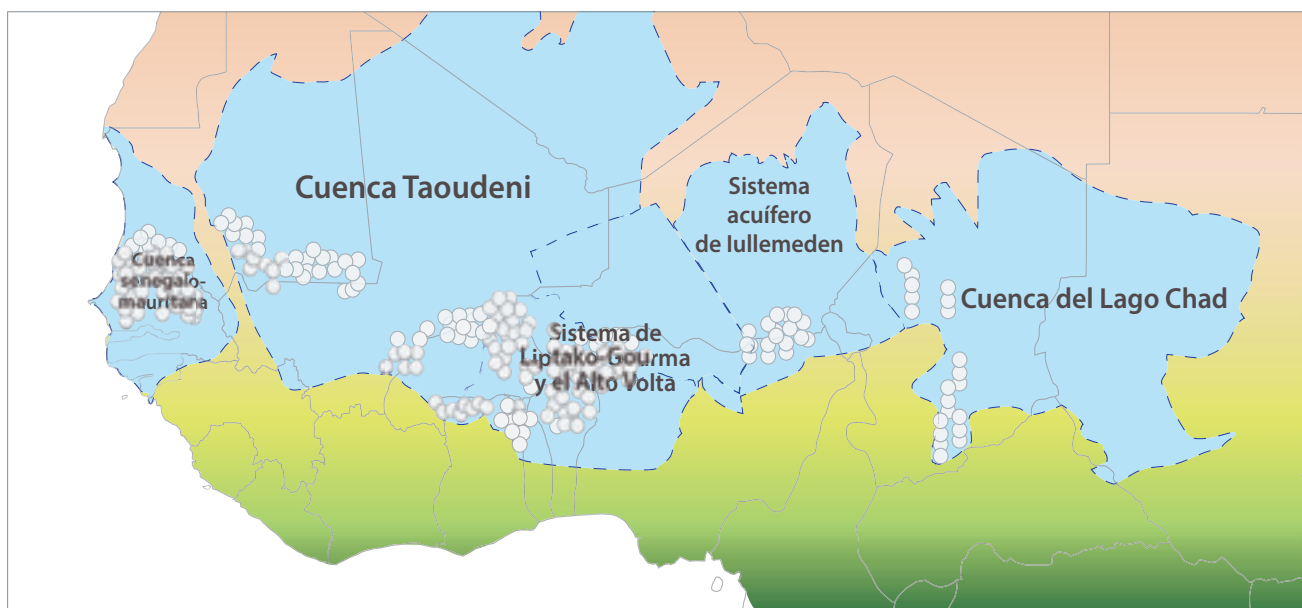 Cuenca Taoudeni
Sistema
acuífero
de Iullemeden
Cuenca
senegalo-
mauritana
Cuenca del Lago Chad
Sistema de
Liptako-Gourma
y el Alto Volta